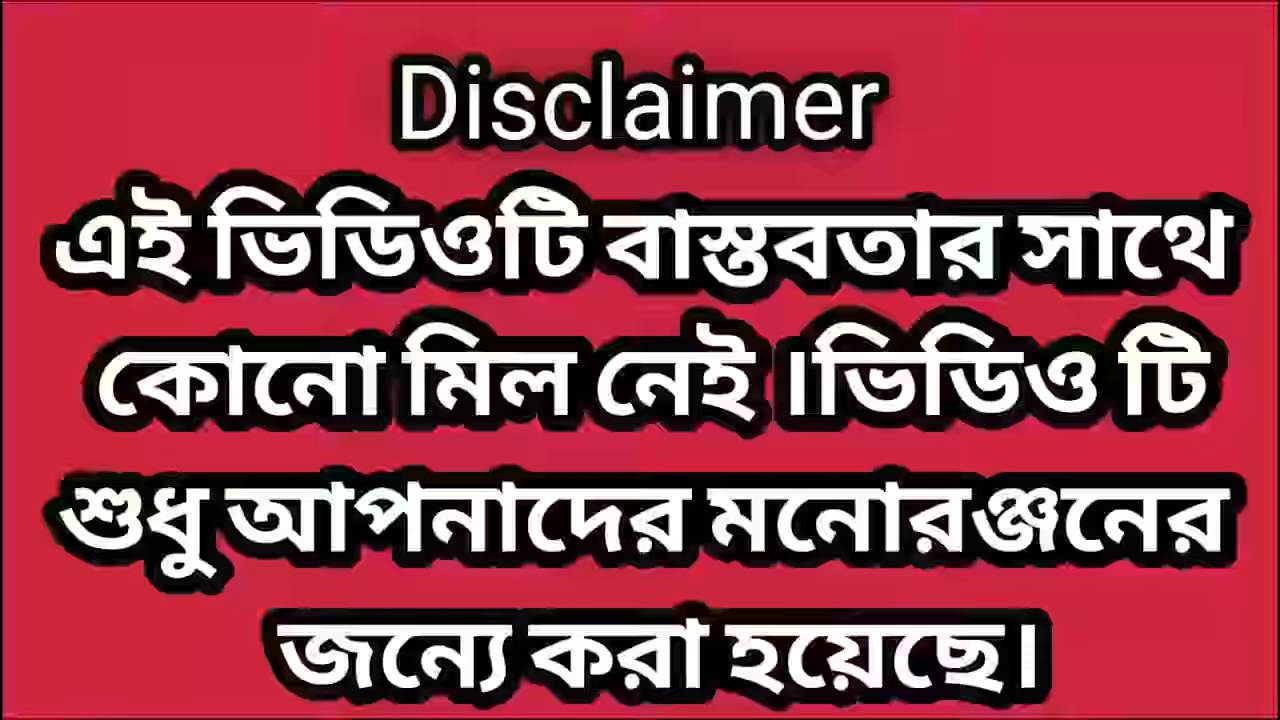 Disclaimer
এই ভিডিওটি বাস্তবতার সাথে
কোনো মিল নেই ।ভিডিও টি
শুধু আপনাদের মনোরঞ্জনের
জন্যে করা হয়েছে।